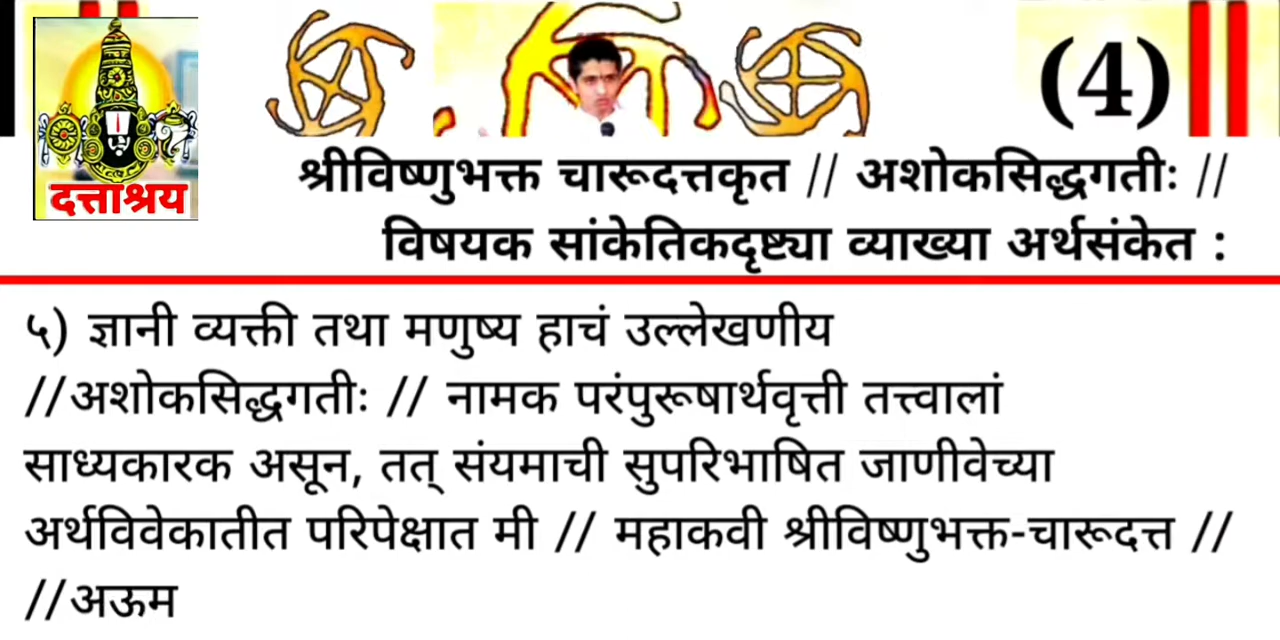 (4)
दत्ताश्रय
श्रीविष्णुभक्त चारूदत्तकृत // अशोकसिद्धगतीः //
विषयक सांकेतिकदृष्ट्या व्याख्या अर्थसंकेत :
५) ज्ञानी व्यक्ती तथा मणुष्य हाचं उल्लेखणीय
//अशोकसिद्धगतीः // नामक परंपुरूषार्थवृत्ती तत्त्वालां
साध्यकारक असून, तत् संयमाची सुपरिभाषित जाणीवेच्या
अर्थविवेकातीत परिपेक्षात मी // महाकवी श्रीविष्णुभक्त-चारूदत्त //
//अऊम